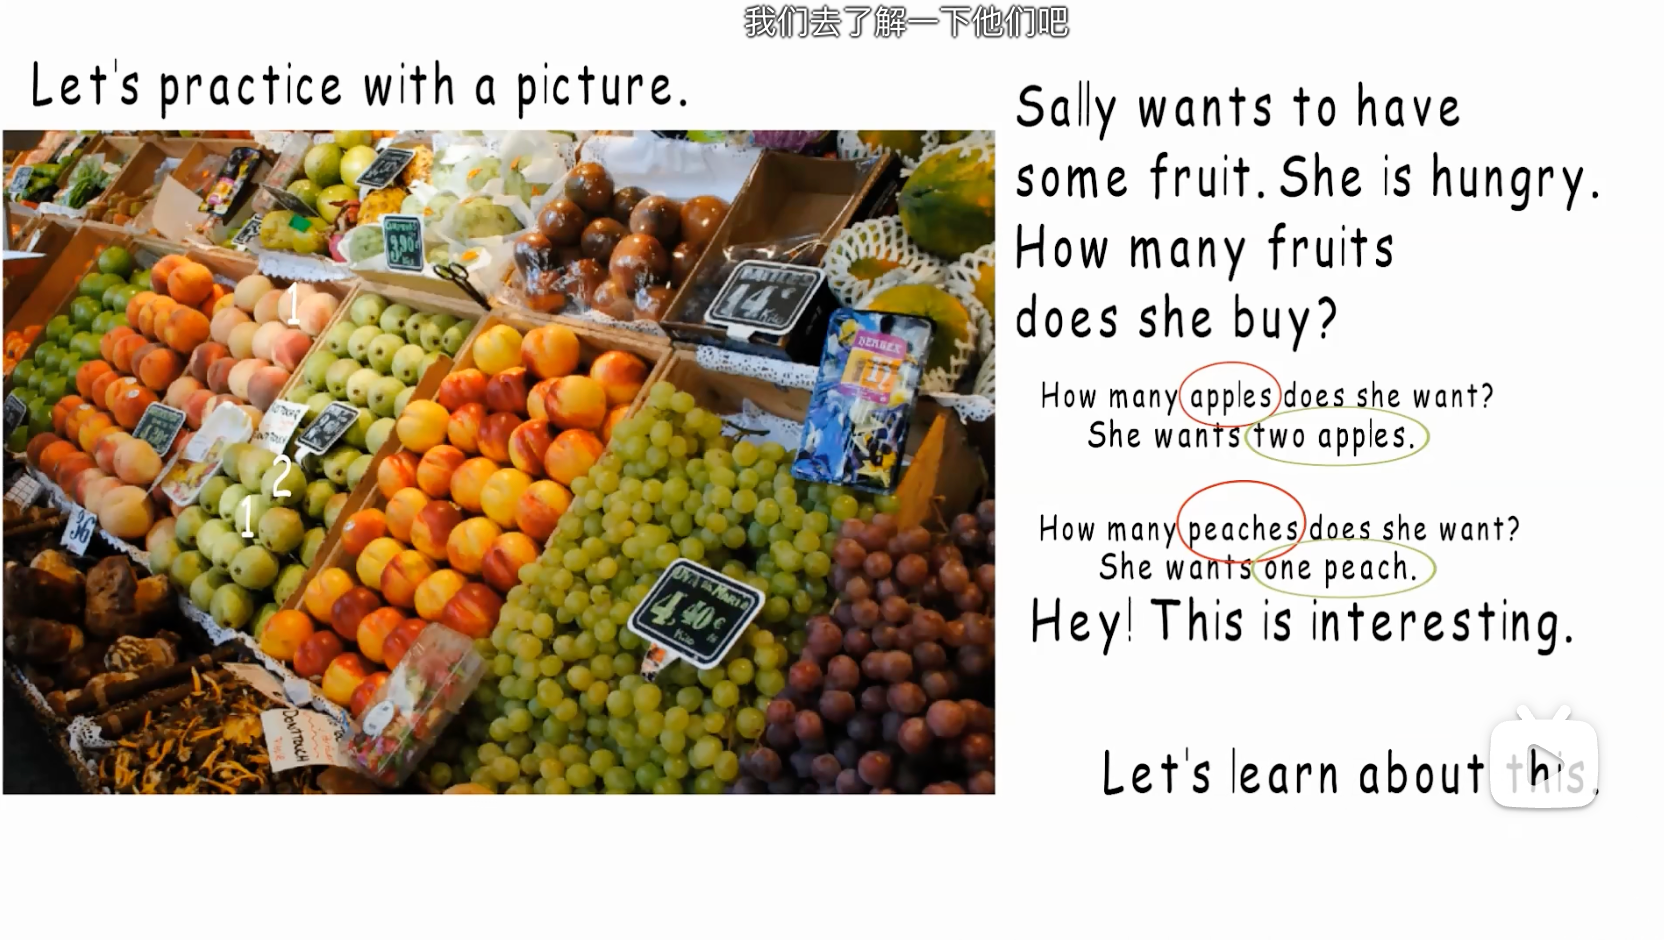 我们去了解一下他们吧
Let's practice with a picture.
Sally wants to have
some fruit. She is hungry.
How many fruits
does she buy?
How many apples does she want?
She wants two apples.
How many peaches does she want?
She wants one peach.
Hey! This is interesting.
Let's learn about this.
1
2
1
3,90
14
4,40 €
36
DON'T TOUCH